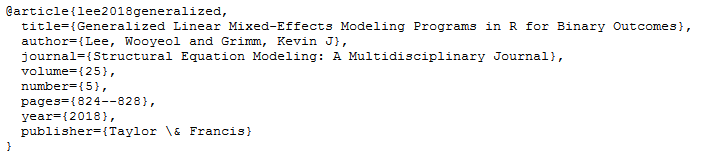 @article{lee2018generalized,
  title={Generalized Linear Mixed-Effects Modeling Programs in R for Binary Outcomes},
  author={Lee, Wooyeol and Grimm, Kevin J},
  journal={Structural Equation Modeling: A Multidisciplinary Journal},
  volume={25},
  number={5},
  pages={824--828},
  year={2018},
  publisher={Taylor \& Francis}
}